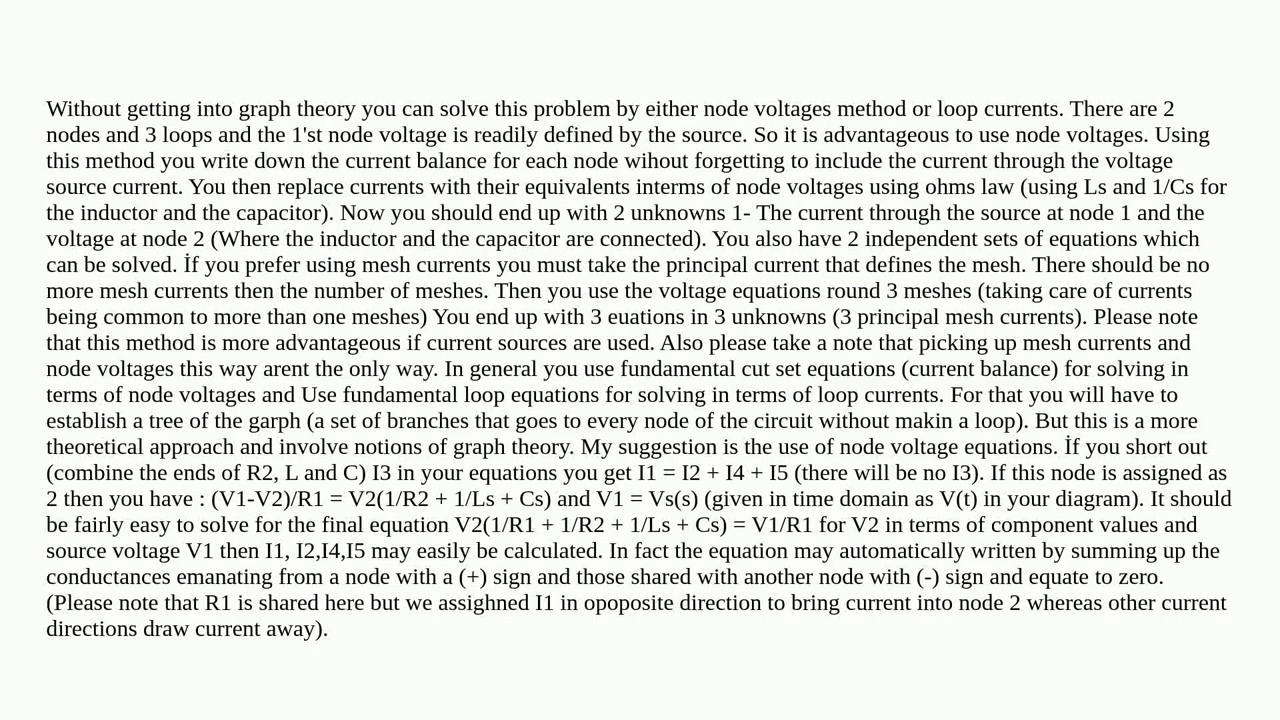 Without getting into graph theory you can solve this problem by either node voltages method or loop currents. There are 2
nodes and 3 loops and the 1'st node voltage is readily defined by the source. So it is advantageous to use node voltages. Using
this method you write down the current balance for each node wihout forgetting to include the current through the voltage
source current. You then replace currents with their equivalents interms of node voltages using ohms law (using Ls and 1/Cs for
the inductor and the capacitor). Now you should end up with 2 unknowns 1- The current through the source at node 1 and the
voltage at node 2 (Where the inductor and the capacitor are connected). You also have 2 independent sets of equations which
can be solved. İf you prefer using mesh currents you must take the principal current that defines the mesh. There should be no
more mesh currents then the number of meshes. Then you use the voltage equations round 3 meshes (taking care of currents
being common to more than one meshes) You end up with 3 euations in 3 unknowns (3 principal mesh currents). Please note
that this method is more advantageous if current sources are used. Also please take a note that picking up mesh currents and
node voltages this way arent the only way. In general you use fundamental cut set equations (current balance) for solving in
terms of node voltages and Use fundamental loop equations for solving in terms of loop currents. For that you will have to
establish a tree of the garph (a set of branches that goes to every node of the circuit without makin a loop). But this is a more
theoretical approach and involve notions of graph theory. My suggestion is the use of node voltage equations. İf you short out
(combine the ends of R2, L and C) I3 in your equations you get I1 = I2 + I4 + I5 (there will be no I3). If this node is assigned as
2 then you have : (V1-V2)/R1 = V2(1/R2 + 1/Ls + Cs) and V1 = Vs(s) (given in time domain as V(t) in your diagram). It should
be fairly easy to solve for the final equation V2(1/R1 + 1/R2 + 1/Ls + Cs) = V1/R1 for V2 in terms of component values and
source voltage V1 then I1, I2,I4,I5 may easily be calculated. In fact the equation may automatically written by summing up the
conductances emanating from a node with a (+) sign and those shared with another node with (-) sign and equate to zero.
(Please note that R1 is shared here but we assighned I1 in opoposite direction to bring current into node 2 whereas other current
directions draw current away).